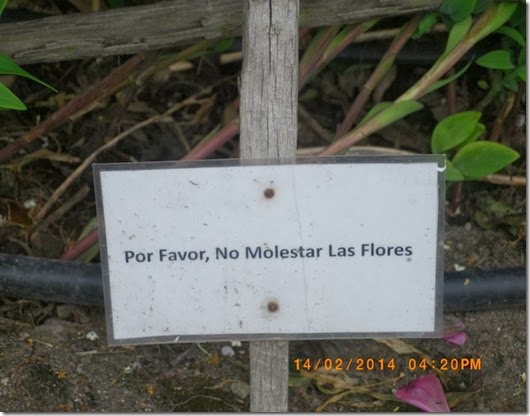 Por Favor, No Molestar Las Flores
14/02/2014 04:20PM